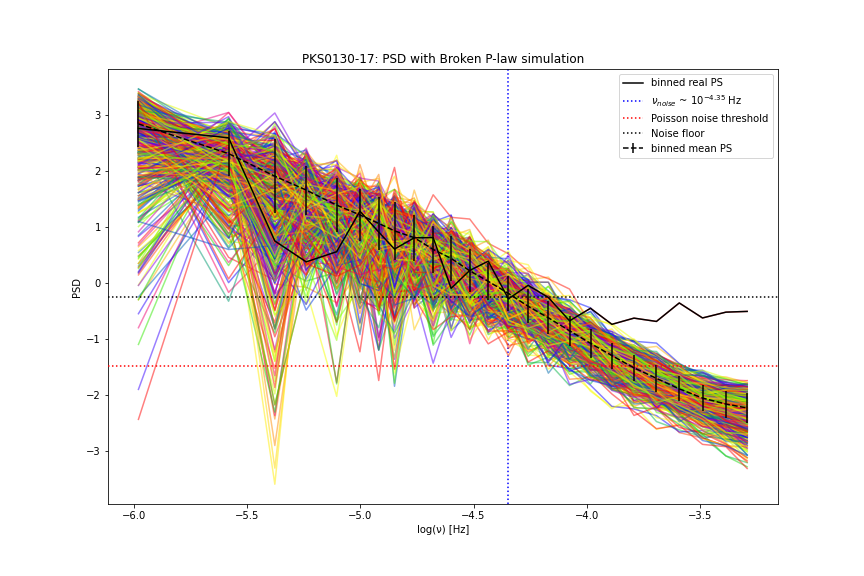 PKS0130-17: PSD with Broken P-law simulation
binned real PS
ν_noise ~ 10^−4.35 Hz
Poisson noise threshold
Noise floor
binned mean PS
PSD
3
2
1
0
−1
−2
−3
−6.0 −5.5 −5.0 −4.5 −4.0 −3.5
log(ν) [Hz]